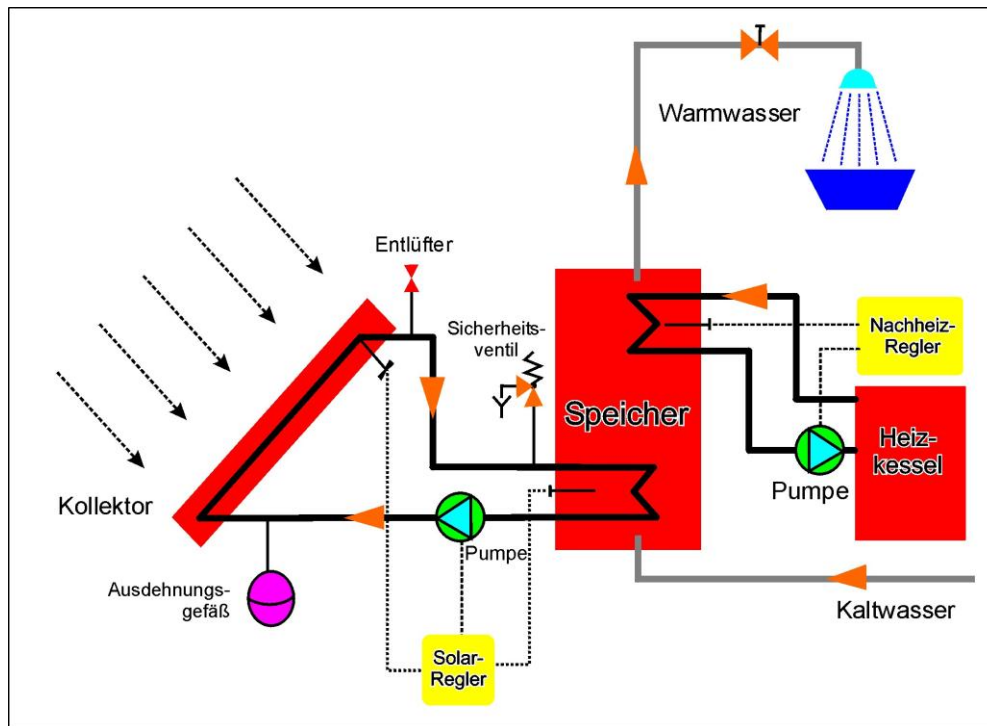 Warmwasser
Entlüfter
Sicherheits-
ventil
Nachheiz-
Regler
Speicher
Heiz-
kessel
Kollektor
Pumpe
Pumpe
Ausdehnungs-
gefäß
Kaltwasser
Solar-
Regler